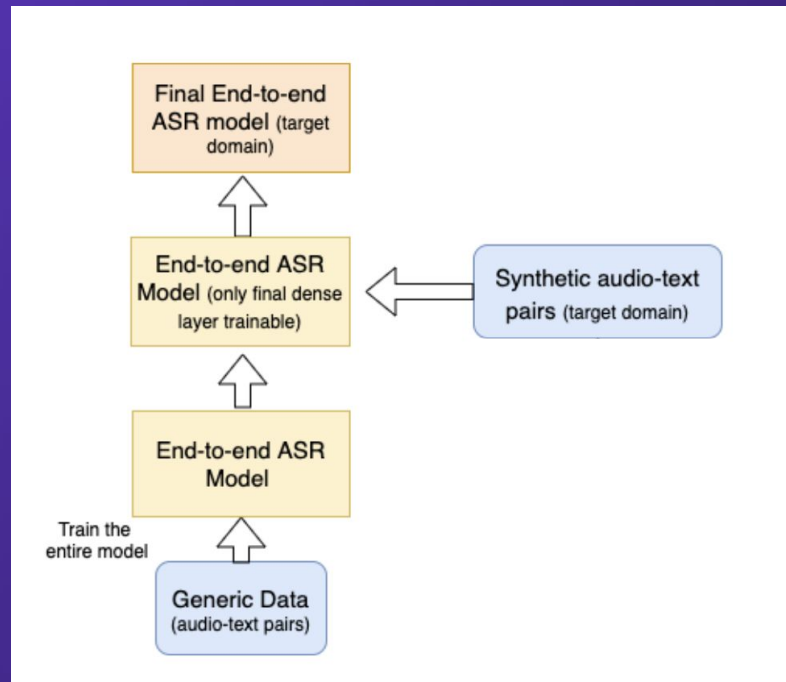 Final End-to-end
ASR model (target
domain)
End-to-end ASR
Model (only final dense
layer trainable)
Synthetic audio-text
pairs (target domain)
End-to-end ASR
Model
Train the
entire model
Generic Data
(audio-text pairs)